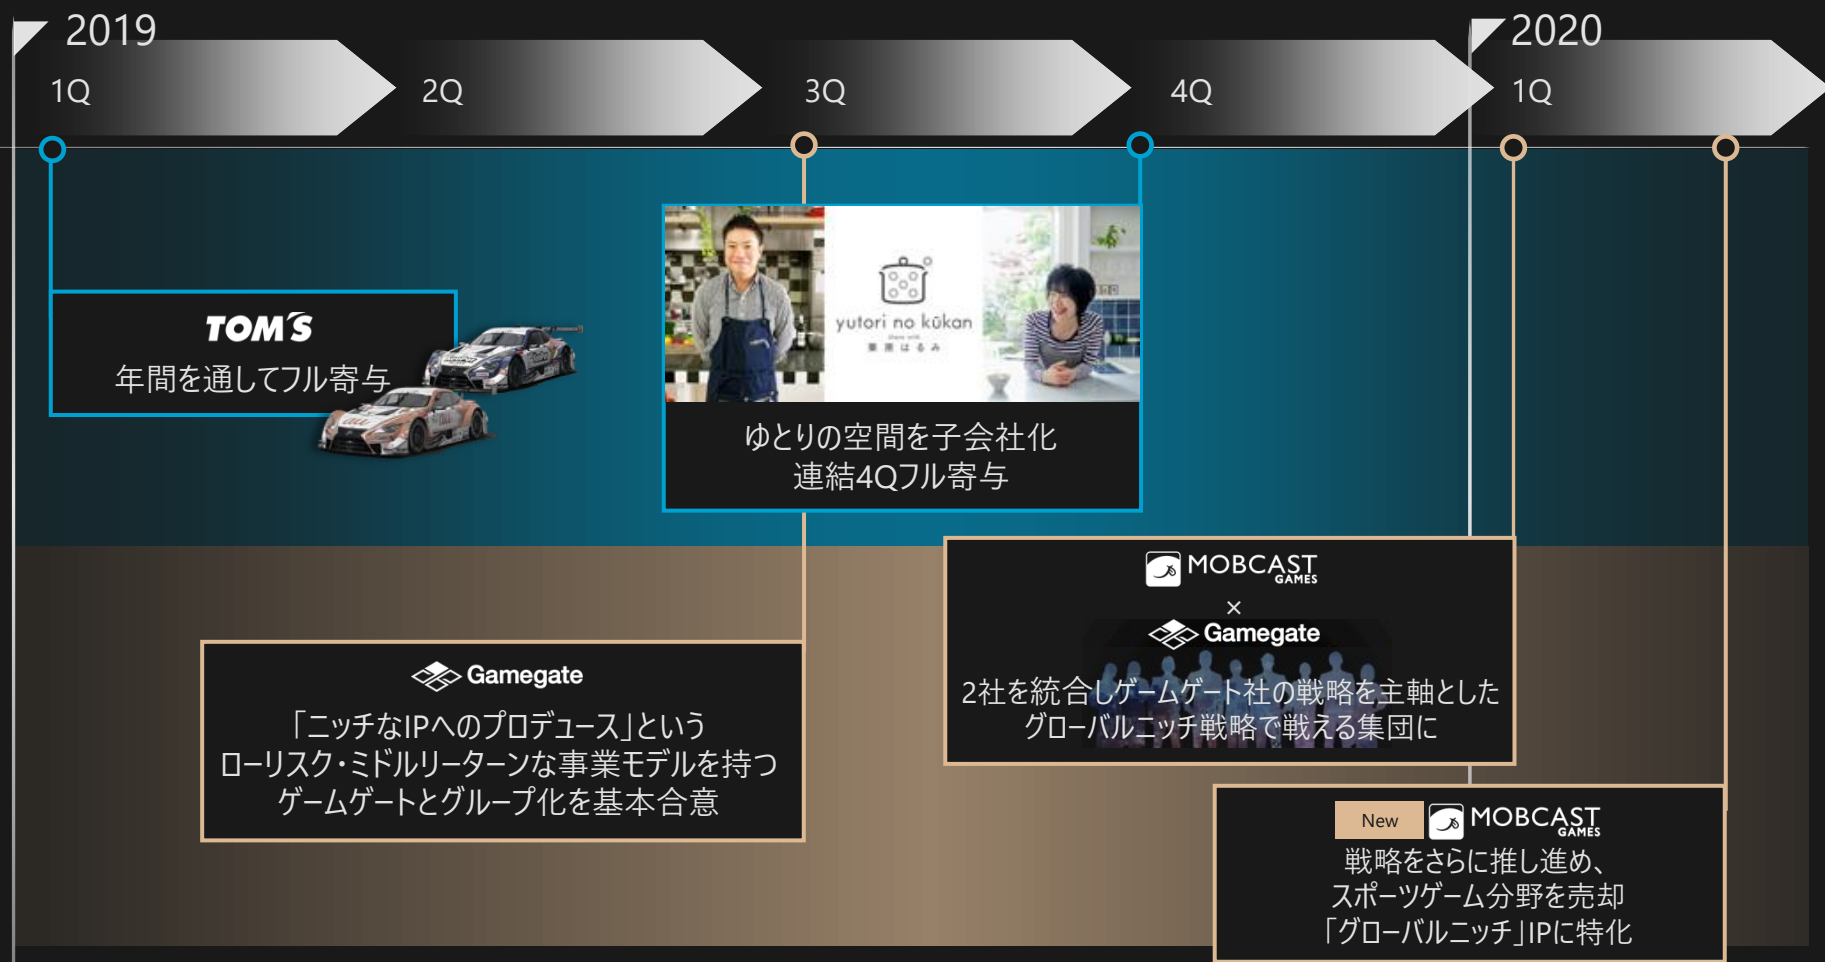 2019
2020
1Q
2Q
3Q
4Q
1Q
TOM'S
年間を通してフル寄与
yutori no kūkan
share with
栗原はるみ
ゆとりの空間を子会社化
連結4Qフル寄与
MOBCAST
GAMES
×
Gamegate
2社を統合しゲームゲート社の戦略を主軸とした
グローバルニッチ戦略で戦える集団に
Gamegate
「ニッチなIPへのプロデュース」という
ローリスク・ミドルリーターンな事業モデルを持つ
ゲームゲートとグループ化を基本合意
New
MOBCAST
GAMES
戦略をさらに推し進め、
スポーツゲーム分野を売却
「グローバルニッチ」IPに特化